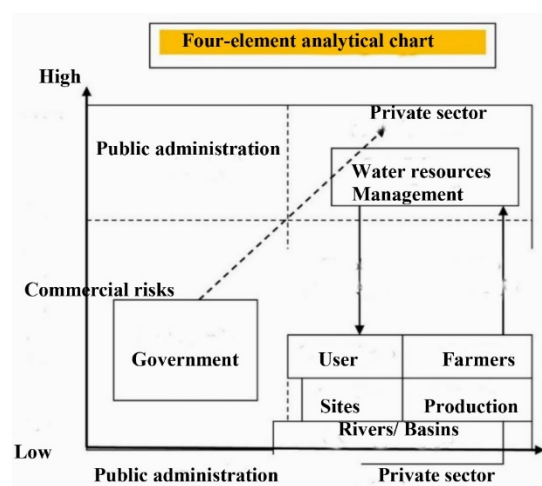 Four-element analytical chart
High
Private sector
Public administration
Water resources
Management
Commercial risks
Government
User
Farmers
Sites
Production
Rivers/ Basins
Low
Public administration
Private sector